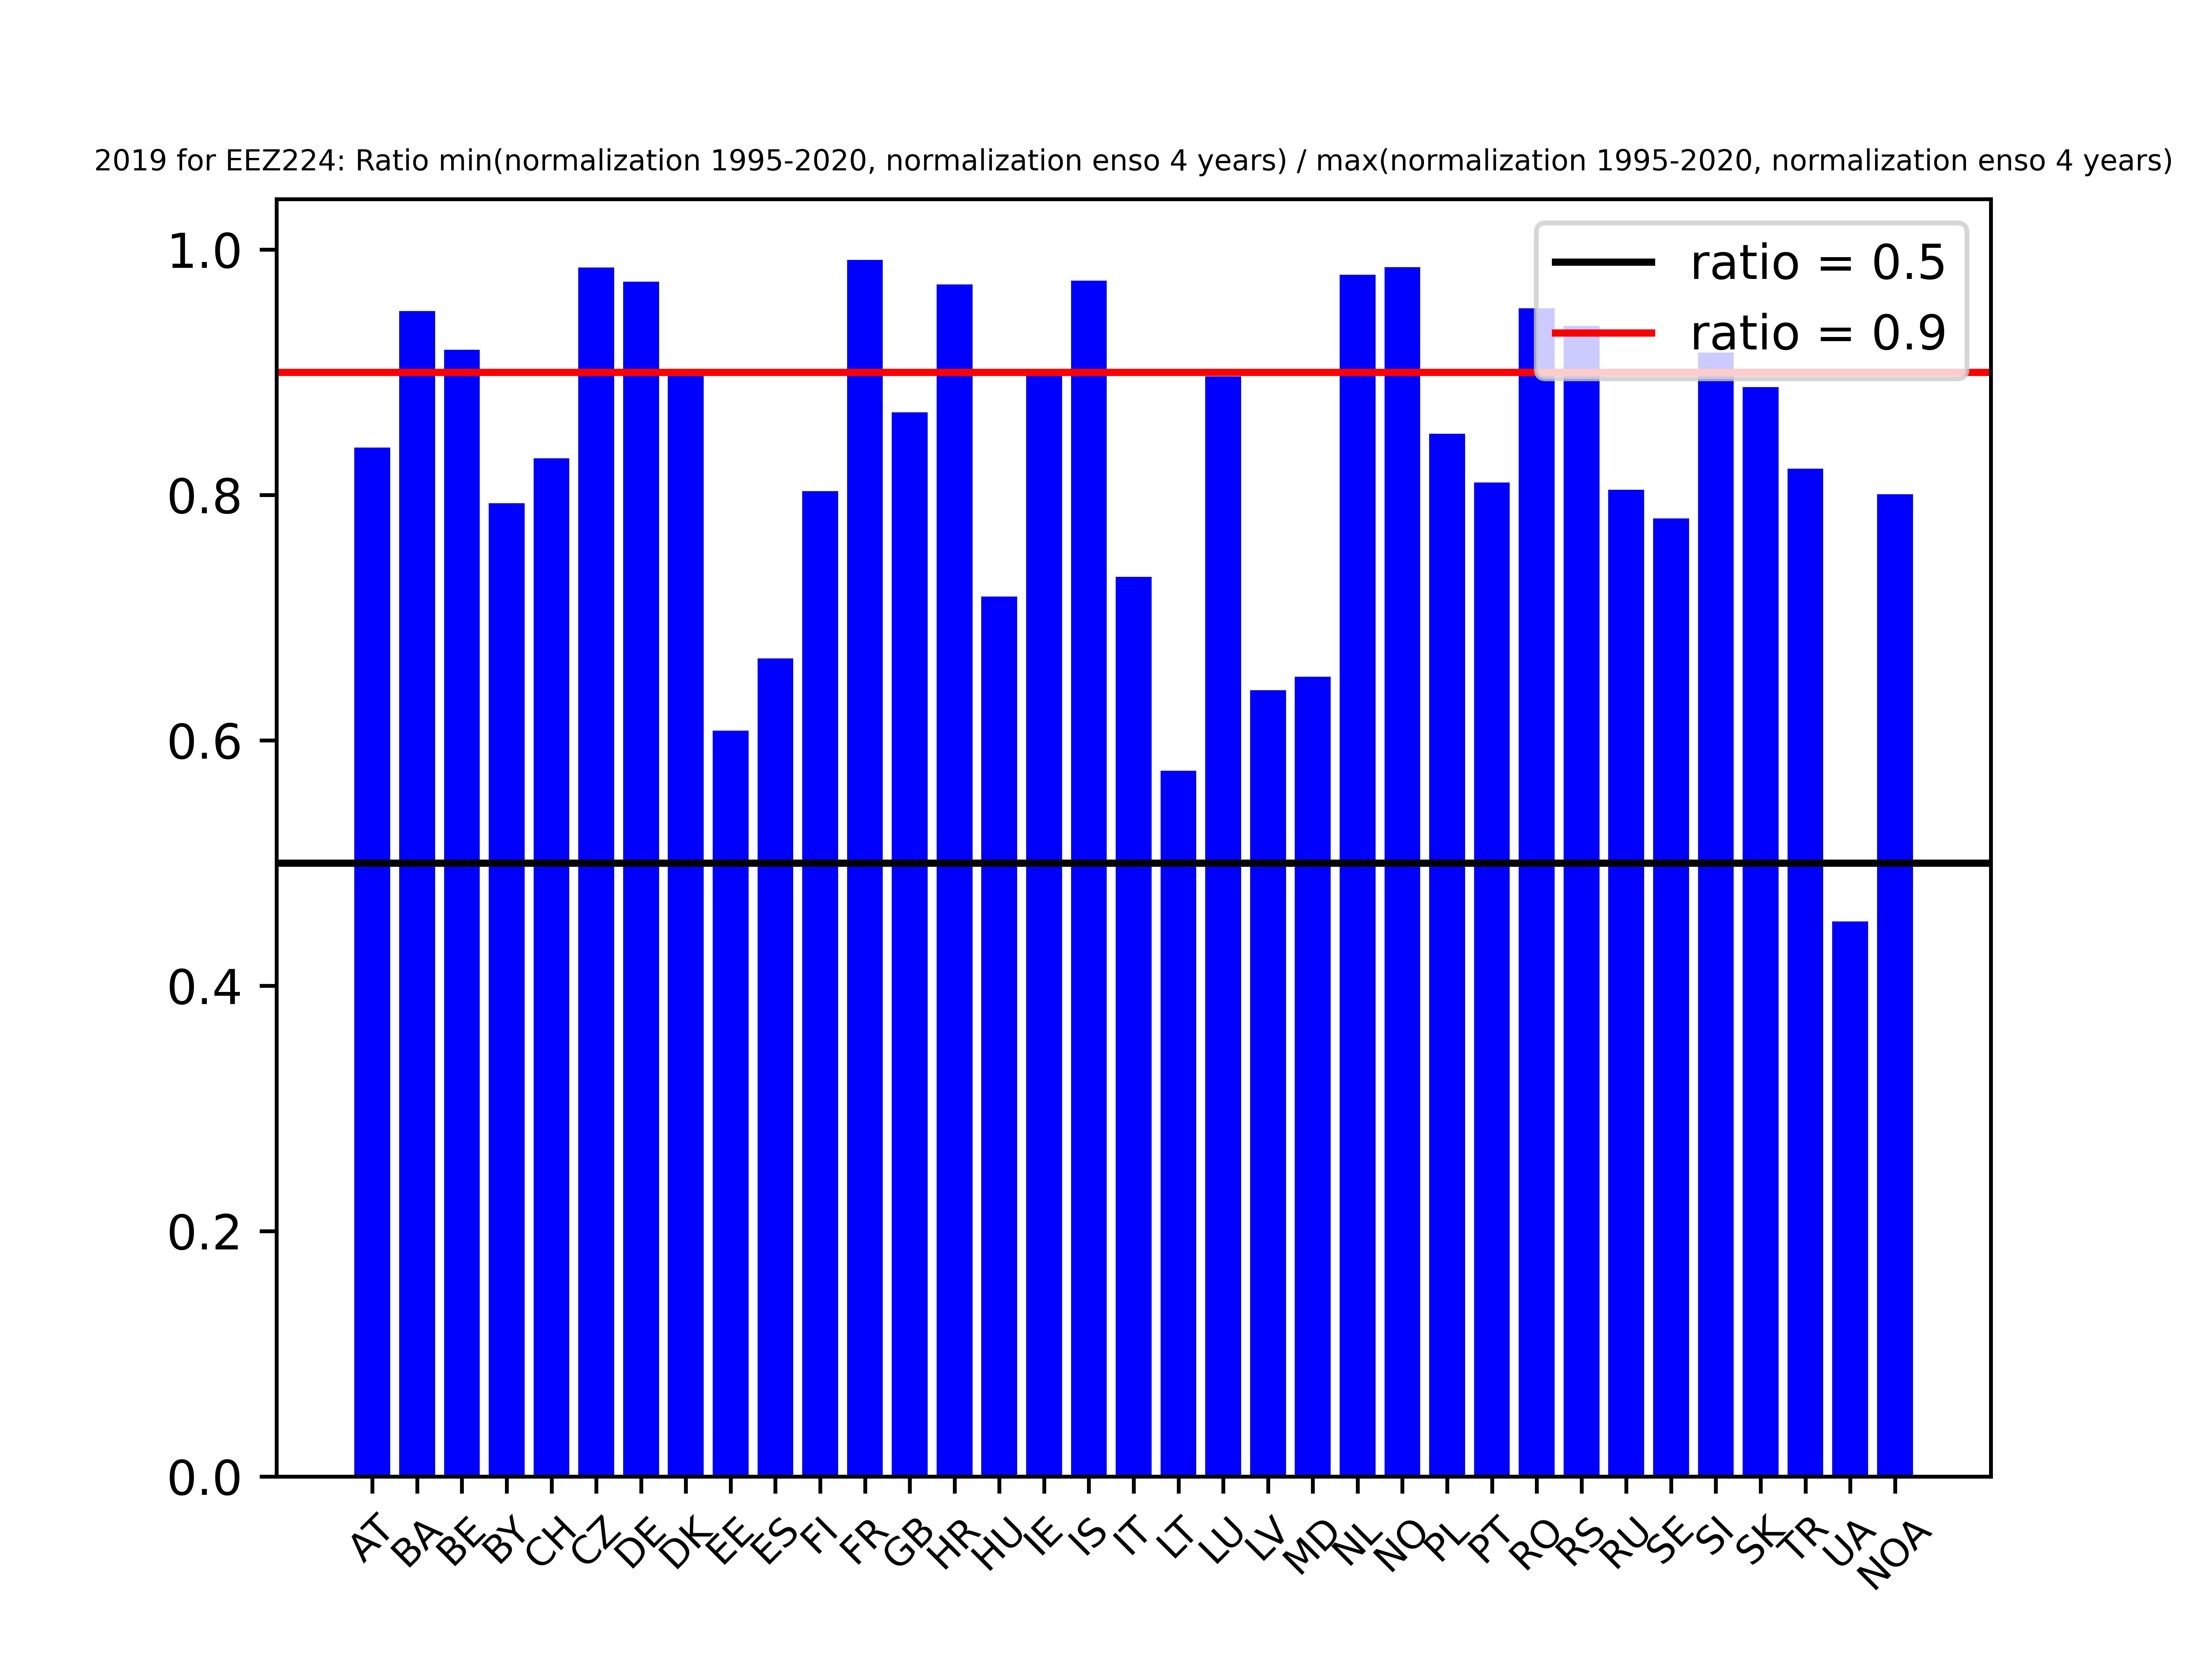 2019 for EEZ224: Ratio min(normalization 1995-2020, normalization enso 4 years) / max(normalization 1995-2020, normalization enso 4 years)
ratio = 0.5
ratio = 0.9
1.0
0.8
0.6
0.4
0.2
0.0
AT BA BE BY CH CZ DE DK EE ES FI FR GB HR HU IE IS IT LT LU LV MD NL NO PL PT RO RS RU SE SI SK TR UA NOA